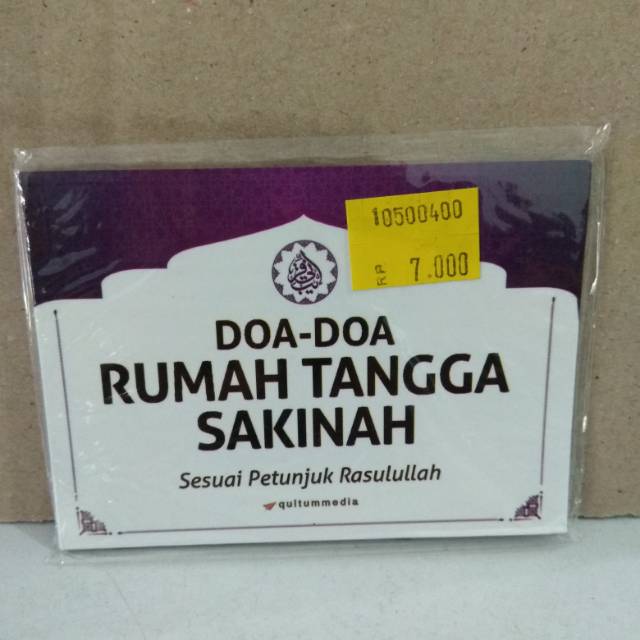 10500400
RP 7.000
DOA-DOA
RUMAH TANGGA
SAKINAH
Sesuai Petunjuk Rasulullah
qultummedia